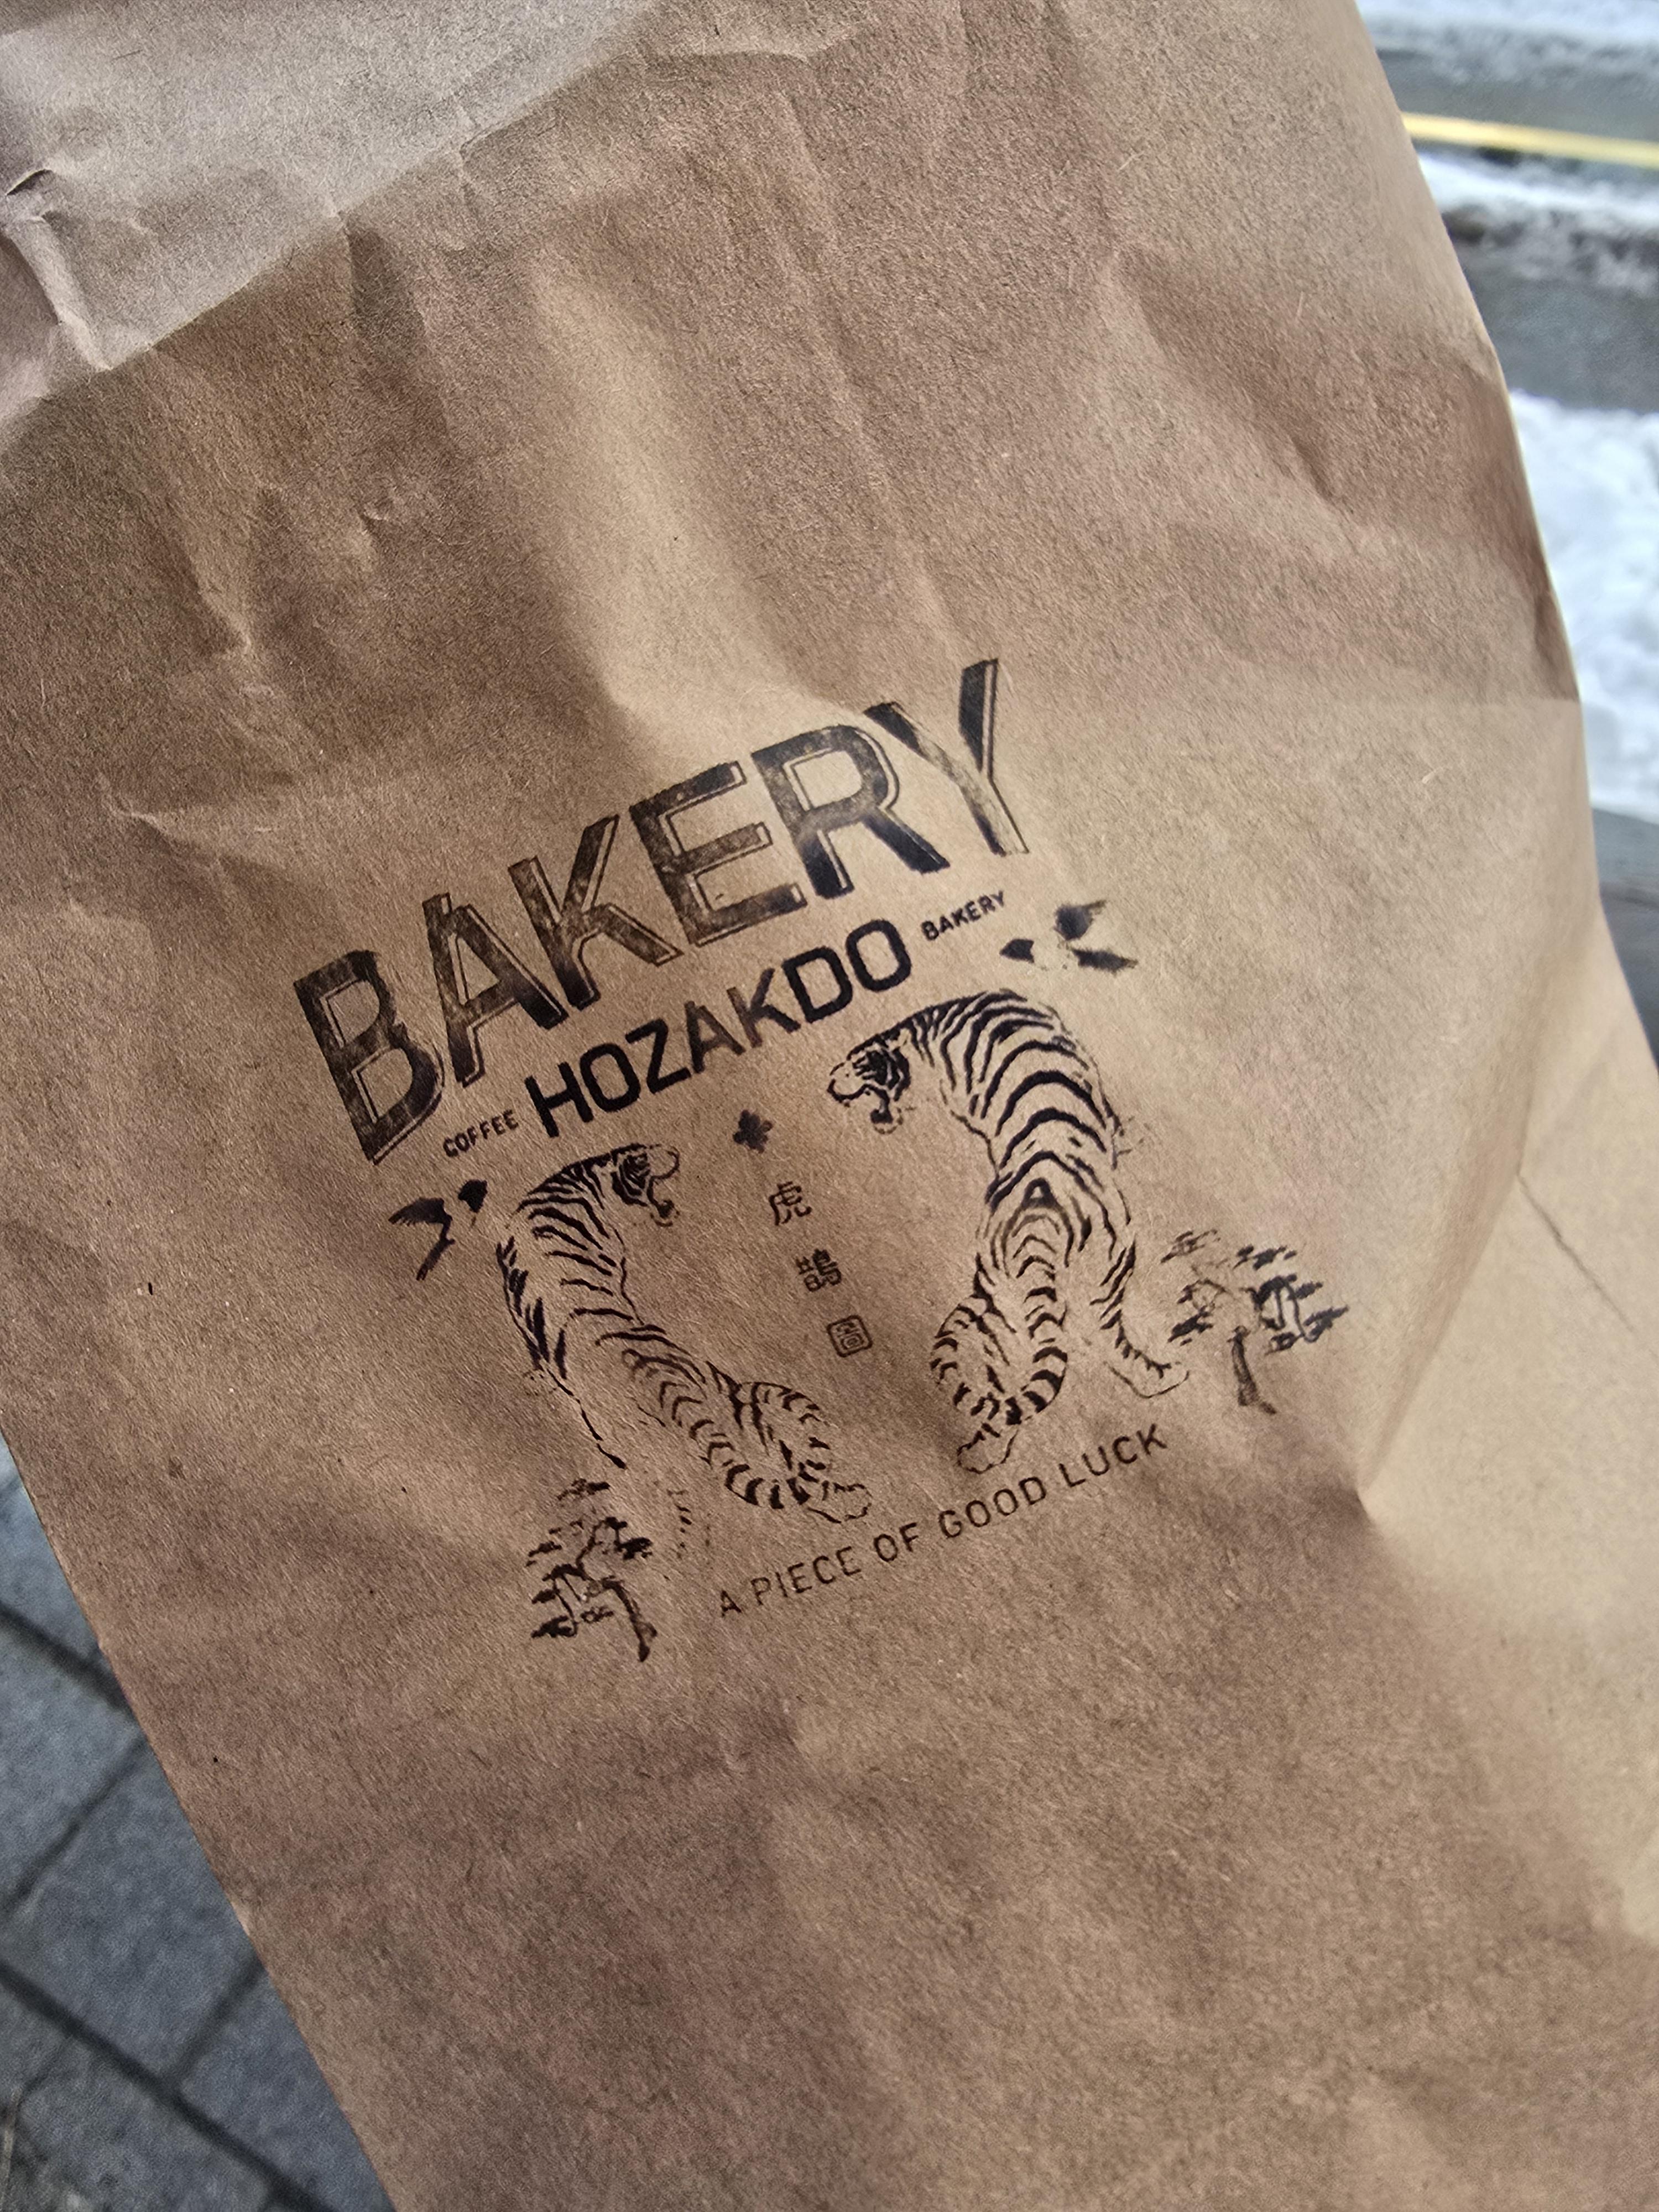 BAKERY
COFFEE HOZAKDO BAKERY
虎
鵲
圖
A PIECE OF GOOD LUCK